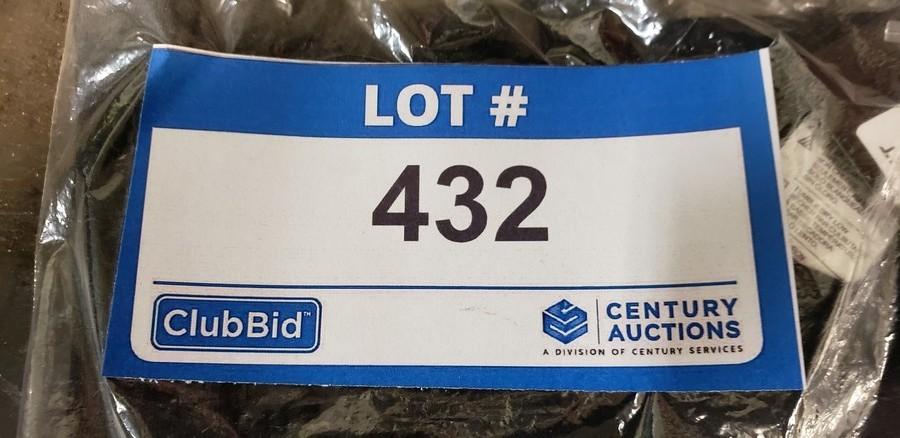 LOT #
432
ClubBid™
CENTURY
AUCTIONS
A DIVISION OF CENTURY SERVICES